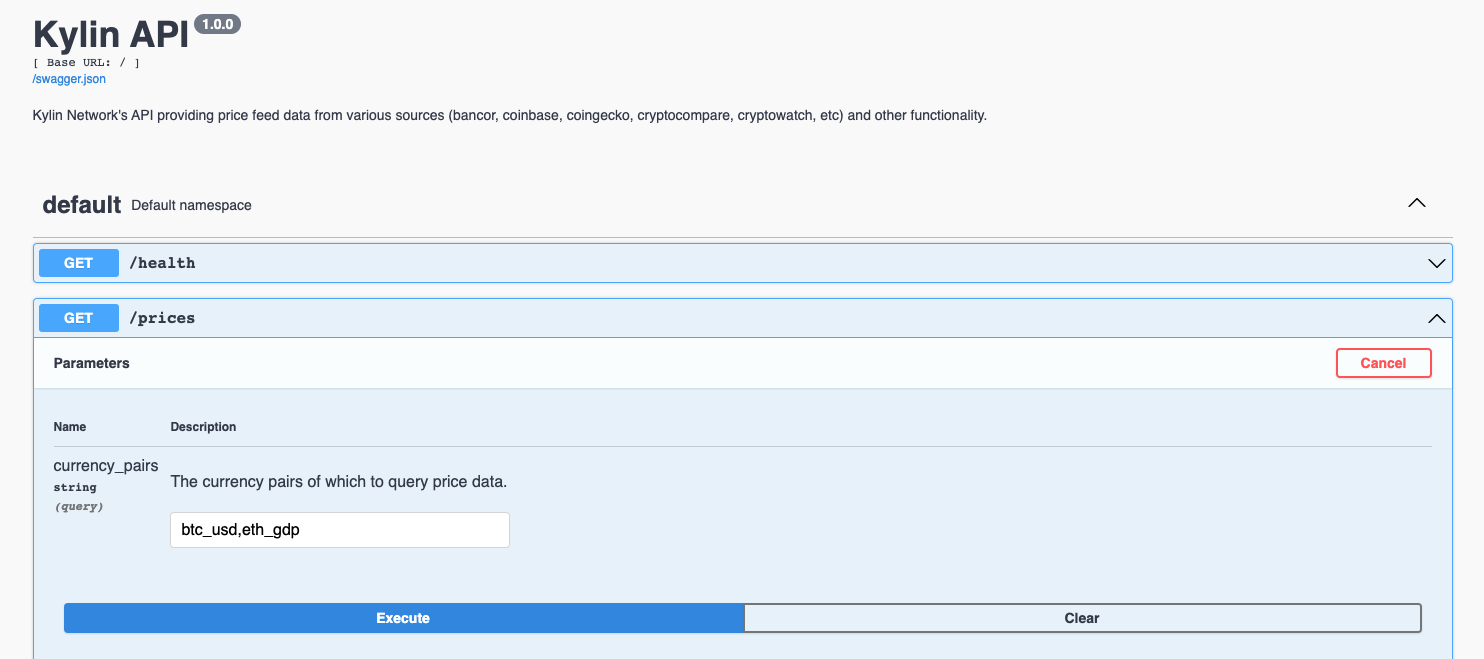 Kylin API 1.0.0
[ Base URL: / ]
/swagger.json
Kylin Network's API providing price feed data from various sources (bancor, coinbase, coingecko, cryptocompare, cryptowatch, etc) and other functionality.
default Default namespace
GET /health
GET /prices
Parameters Cancel
Name Description
currency_pairs
string
(query)
The currency pairs of which to query price data.
btc_usd,eth_gdp
Execute Clear